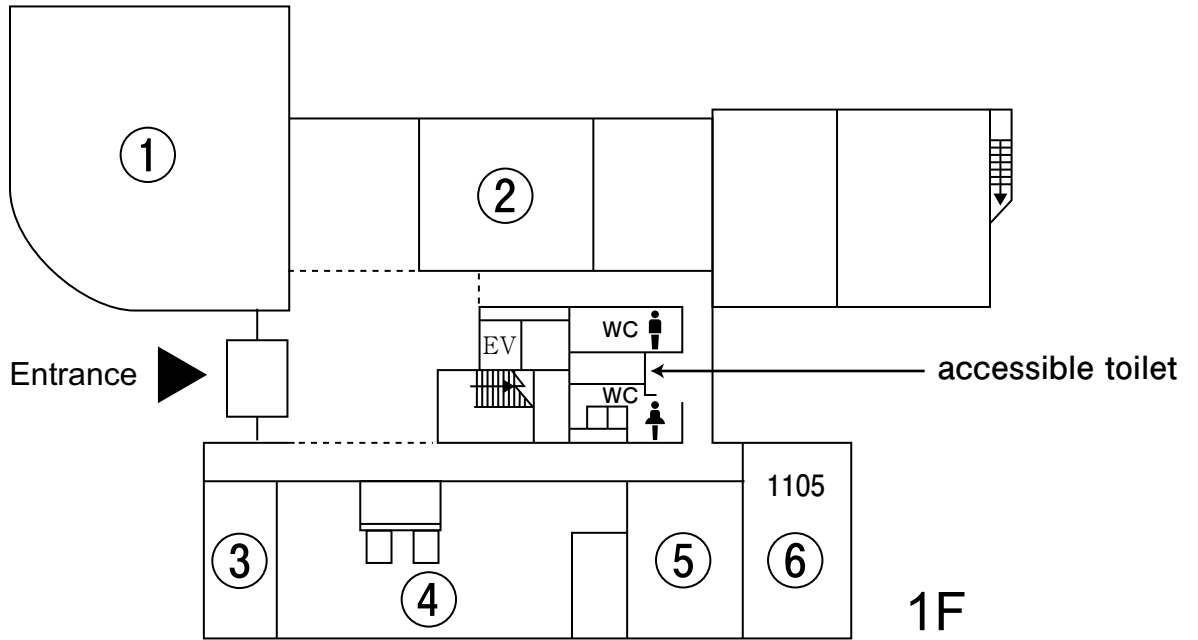 ①
②
EV
WC
Entrance
accessible toilet
WC
1105
③
④
⑤
⑥
1F